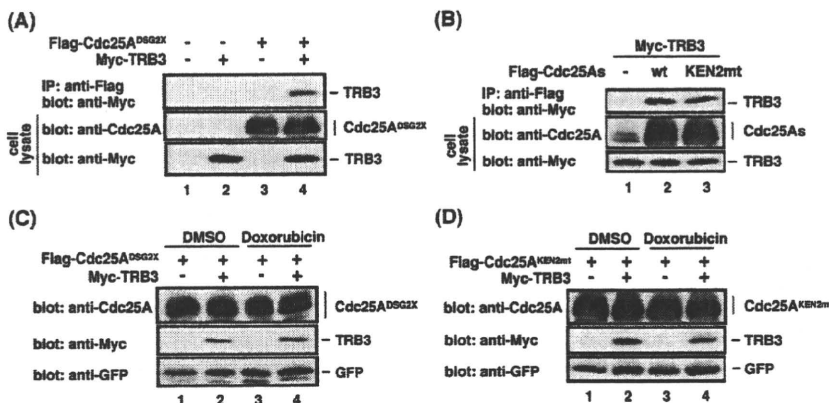 (A)
Flag-Cdc25A^DSG2X - - + +
Myc-TRB3 - + - +
IP: anti-Flag
blot: anti-Myc
TRB3
cell lysate
blot: anti-Cdc25A
Cdc25A^DSG2X
blot: anti-Myc
TRB3
1 2 3 4
(B)
Myc-TRB3
Flag-Cdc25As - wt KEN2mt
IP: anti-Flag
blot: anti-Myc
TRB3
cell lysate
blot: anti-Cdc25A
Cdc25As
blot: anti-Myc
TRB3
1 2 3
(C)
DMSO Doxorubicin
Flag-Cdc25A^DSG2X + + + +
Myc-TRB3 - + - +
blot: anti-Cdc25A
Cdc25A^DSG2X
blot: anti-Myc
TRB3
blot: anti-GFP
GFP
1 2 3 4
(D)
DMSO Doxorubicin
Flag-Cdc25A^KEN2mt + + + +
Myc-TRB3 - + - +
blot: anti-Cdc25A
Cdc25A^KEN2m
blot: anti-Myc
TRB3
blot: anti-GFP
GFP
1 2 3 4